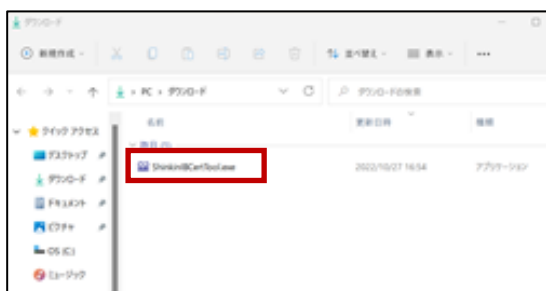 ダウンロード
新規作成
並べ替え
表示
PC › ダウンロード
ダウンロードの検索
クイック アクセス
デスクトップ
ダウンロード
ドキュメント
ピクチャ
OS (C:)
ミュージック
名前
更新日時
種類
ShinkinIBCertTool.exe
2022/10/27 16:54
アプリケーション